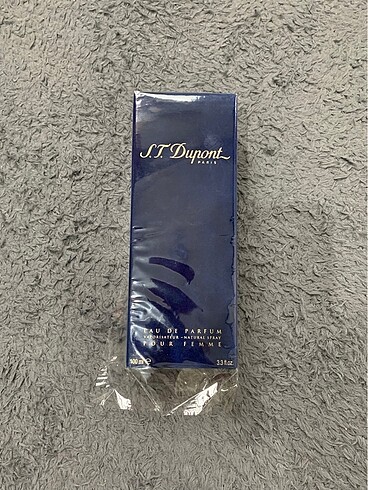 S.T. Dupont
PARIS
EAU DE PARFUM
VAPORISATEUR - NATURAL SPRAY
POUR FEMME
100 ml ℮
3.3 fl.oz.